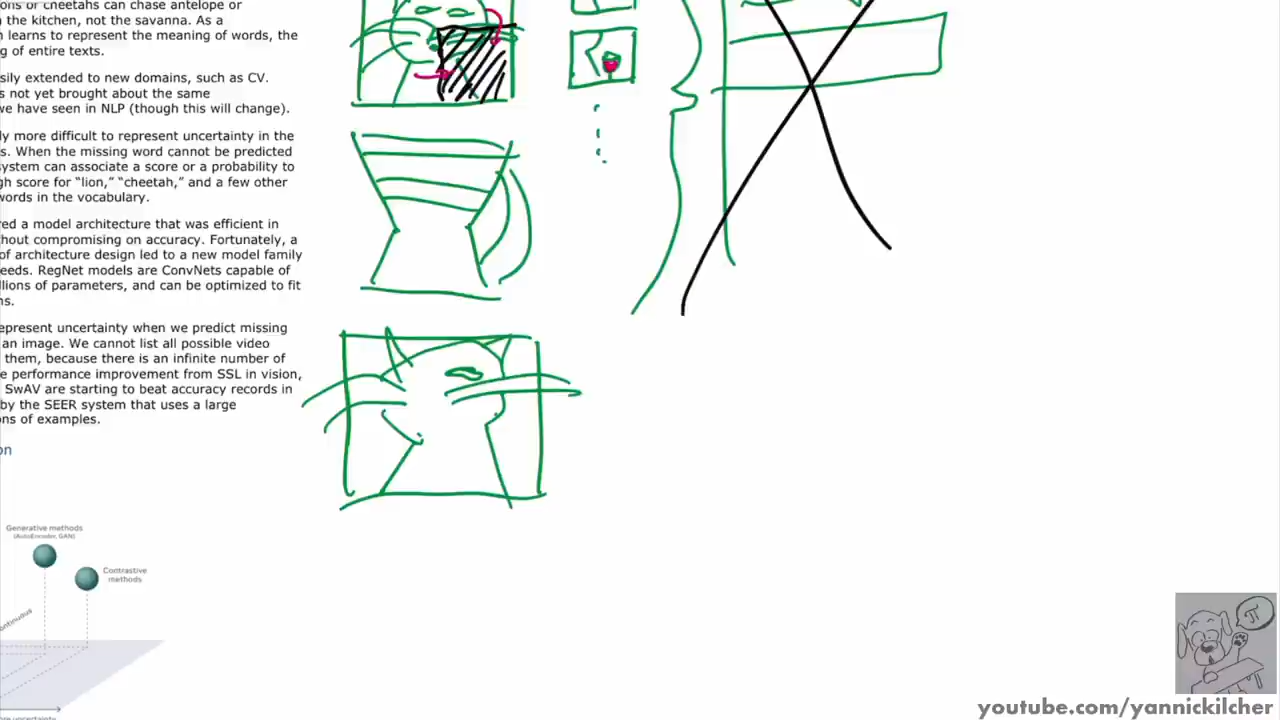 ons or cheetahs can chase antelope or
the kitchen, not the savanna. As a
learns to represent the meaning of words, the
g of entire texts.
sily extended to new domains, such as CV.
s not yet brought about the same
we have seen in NLP (though this will change).
ly more difficult to represent uncertainty in the
s. When the missing word cannot be predicted
system can associate a score or a probability to
gh score for "lion," "cheetah," and a few other
words in the vocabulary.
red a model architecture that was efficient in
hout compromising on accuracy. Fortunately, a
of architecture design led to a new model family
eeds. RegNet models are ConvNets capable of
llions of parameters, and can be optimized to fit
ns.
epresent uncertainty when we predict missing
an image. We cannot list all possible video
them, because there is an infinite number of
e performance improvement from SSL in vision,
SwAV are starting to beat accuracy records in
by the SEER system that uses a large
ons of examples.
on
Generative methods
(AutoEncoder, GAN)
Contrastive
methods
ontinuous
π
youtube.com/yannickilcher